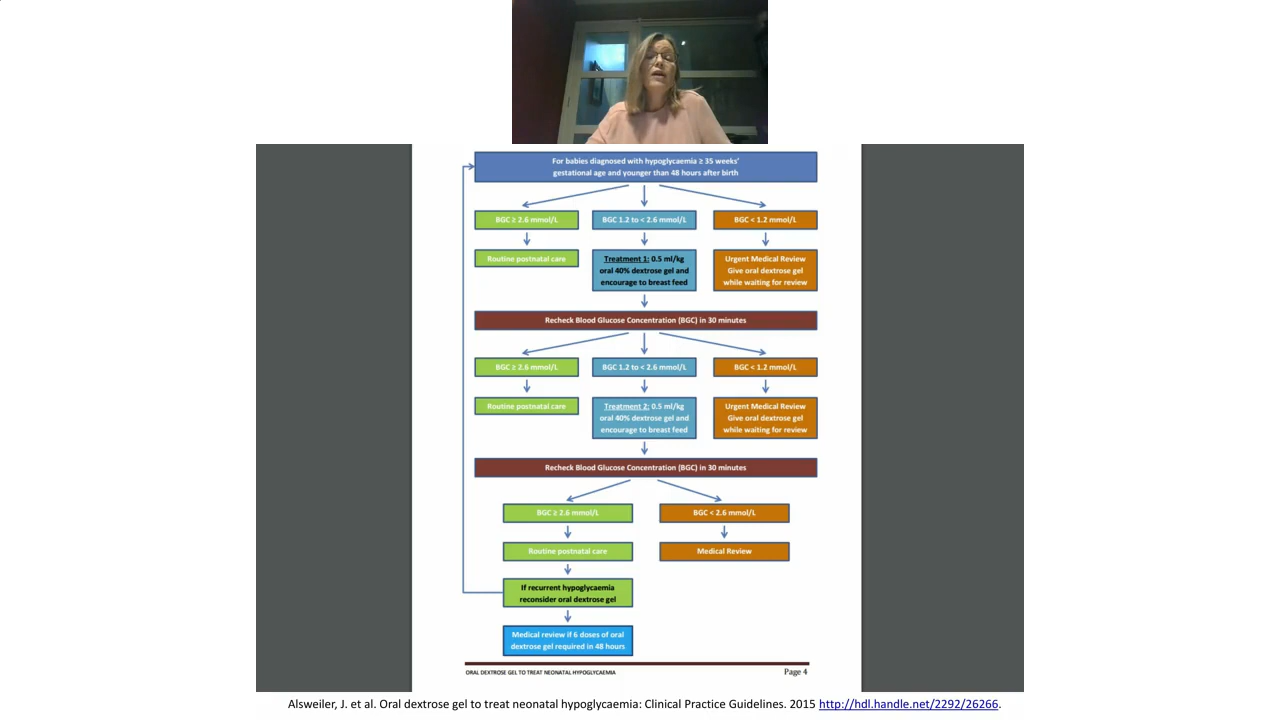 For babies diagnosed with hypoglycaemia ≥ 35 weeks'
gestational age and younger than 48 hours after birth
BGC ≥ 2.6 mmol/L
BGC 1.2 to < 2.6 mmol/L
BGC < 1.2 mmol/L
Routine postnatal care
Treatment 1: 0.5 ml/kg
oral 40% dextrose gel and
encourage to breast feed
Urgent Medical Review
Give oral dextrose gel
while waiting for review
Recheck Blood Glucose Concentration (BGC) in 30 minutes
BGC ≥ 2.6 mmol/L
BGC 1.2 to < 2.6 mmol/L
BGC < 1.2 mmol/L
Routine postnatal care
Treatment 2: 0.5 ml/kg
oral 40% dextrose gel and
encourage to breast feed
Urgent Medical Review
Give oral dextrose gel
while waiting for review
Recheck Blood Glucose Concentration (BGC) in 30 minutes
BGC ≥ 2.6 mmol/L
BGC < 2.6 mmol/L
Routine postnatal care
Medical Review
If recurrent hypoglycaemia
reconsider oral dextrose gel
Medical review if 6 doses of oral
dextrose gel required in 48 hours
ORAL DEXTROSE GEL TO TREAT NEONATAL HYPOGLYCAEMIA
Page 4
Alsweiler, J. et al. Oral dextrose gel to treat neonatal hypoglycaemia: Clinical Practice Guidelines. 2015 http://hdl.handle.net/2292/26266.